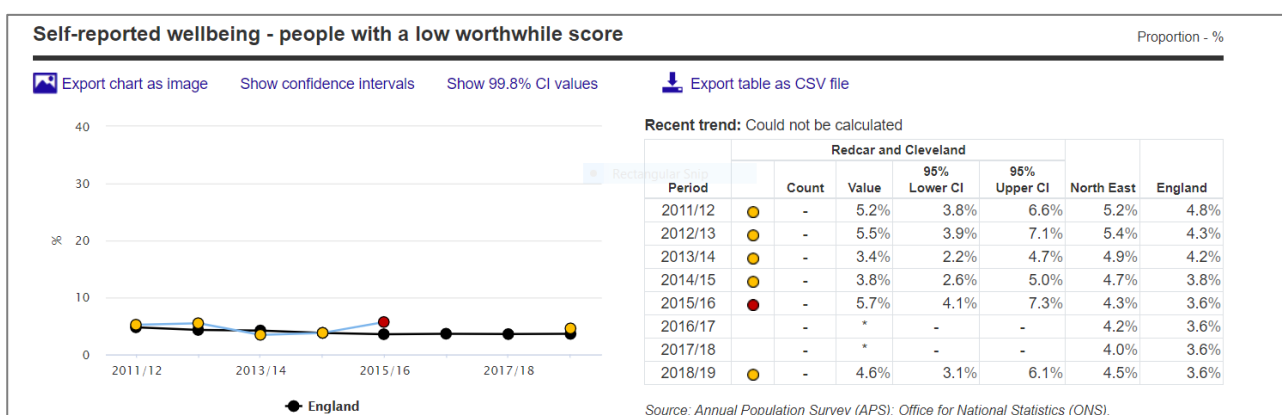 Self-reported wellbeing - people with a low worthwhile score
Proportion - %
Export chart as image Show confidence intervals Show 99.8% CI values Export table as CSV file
40
30
20
10
0
%
2011/12 2013/14 2015/16 2017/18
England
Recent trend: Could not be calculated
Rectangular Snip
Redcar and Cleveland
Period Count Value 95% Lower CI 95% Upper CI North East England
2011/12 - 5.2% 3.8% 6.6% 5.2% 4.8%
2012/13 - 5.5% 3.9% 7.1% 5.4% 4.3%
2013/14 - 3.4% 2.2% 4.7% 4.9% 4.2%
2014/15 - 3.8% 2.6% 5.0% 4.7% 3.8%
2015/16 - 5.7% 4.1% 7.3% 4.3% 3.6%
2016/17 - * - - 4.2% 3.6%
2017/18 - * - - 4.0% 3.6%
2018/19 - 4.6% 3.1% 6.1% 4.5% 3.6%
Source: Annual Population Survey (APS); Office for National Statistics (ONS).